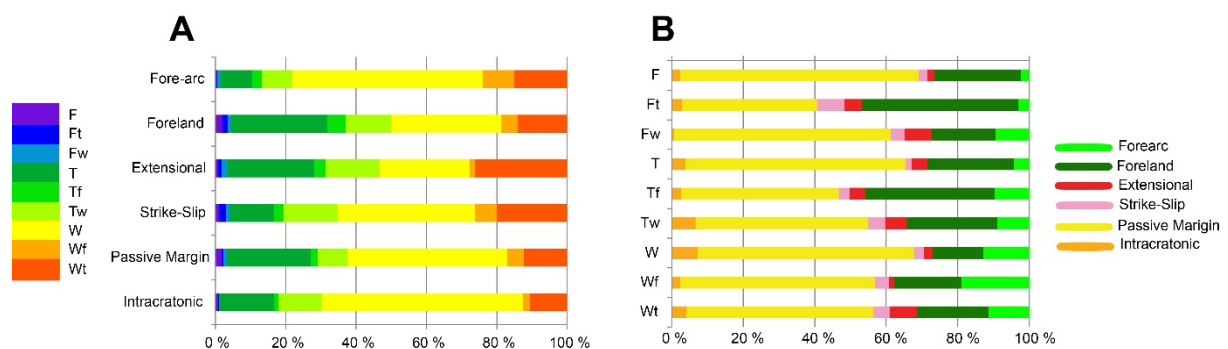 A
B
F
Ft
Fw
T
Tf
Tw
W
Wf
Wt
Fore-arc
Foreland
Extensional
Strike-Slip
Passive Margin
Intracratonic
0 %
20 %
40 %
60 %
80 %
100 %
F
Ft
Fw
T
Tf
Tw
W
Wf
Wt
0 %
20 %
40 %
60 %
80 %
100 %
Forearc
Foreland
Extensional
Strike-Slip
Passive Marigin
Intracratonic